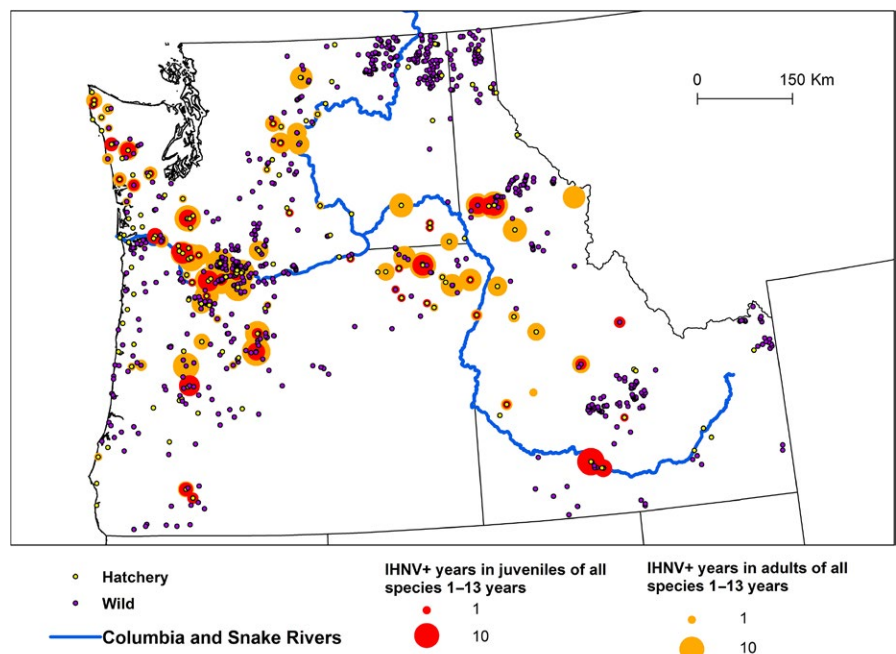 0 150 Km
Hatchery
Wild
Columbia and Snake Rivers
IHNV+ years in juveniles of all
species 1–13 years
1
10
IHNV+ years in adults of all
species 1–13 years
1
10